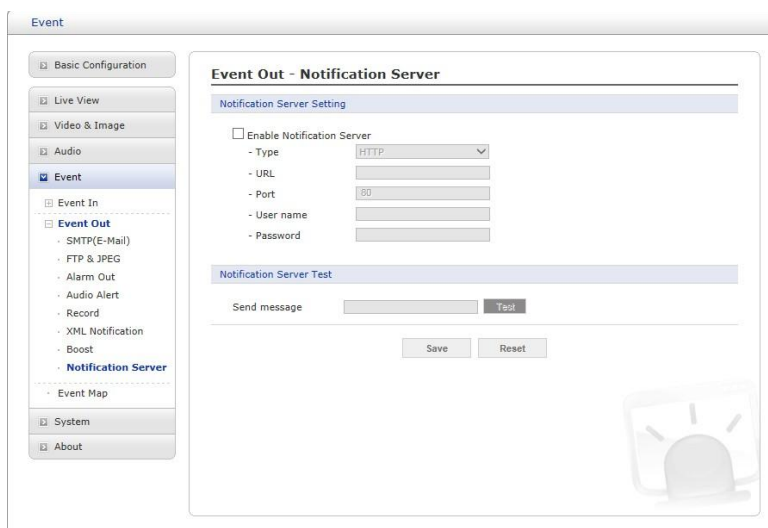 Event
Basic Configuration
Live View
Video & Image
Audio
Event
Event In
Event Out
SMTP(E-Mail)
FTP & JPEG
Alarm Out
Audio Alert
Record
XML Notification
Boost
Notification Server
Event Map
System
About
Event Out - Notification Server
Notification Server Setting
Enable Notification Server
- Type HTTP
- URL
- Port 80
- User name
- Password
Notification Server Test
Send message Test
Save Reset